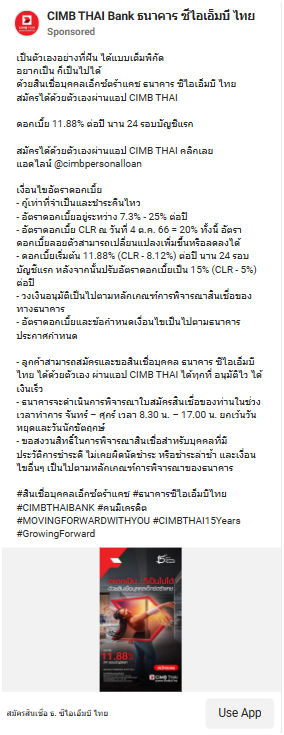 CIMB THAI Bank ธนาคาร ซีไอเอ็มบี ไทย
Sponsored
เป็นตัวเองอย่างที่ฝัน ได้แบบเต็มพิกัด
อยากเป็น ก็เป็นไปได้
ด้วยสินเชื่อบุคคลเอ็กซ์ตร้าแคช ธนาคาร ซีไอเอ็มบี ไทย
สมัครได้ด้วยตัวเองผ่านแอป CIMB THAI
ดอกเบี้ย 11.88% ต่อปี นาน 24 รอบบัญชีแรก
สมัครได้ด้วยตัวเองผ่านแอป CIMB THAI คลิกเลย
แอดไลน์ @cimbpersonalloan
เงื่อนไขอัตราดอกเบี้ย
- กู้เท่าที่จำเป็นและชำระคืนไหว
- อัตราดอกเบี้ยอยู่ระหว่าง 7.3% - 25% ต่อปี
- อัตราดอกเบี้ย CLR ณ วันที่ 4 ต.ค. 66 = 20% ทั้งนี้ อัตรา
ดอกเบี้ยลอยตัวสามารถเปลี่ยนแปลงเพิ่มขึ้นหรือลดลงได้
- ดอกเบี้ยเริ่มต้น 11.88% (CLR - 8.12%) ต่อปี นาน 24 รอบ
บัญชีแรก หลังจากนั้นปรับอัตราดอกเบี้ยเป็น 15% (CLR - 5%)
ต่อปี
- วงเงินอนุมัติเป็นไปตามหลักเกณฑ์การพิจารณาสินเชื่อของ
ทางธนาคาร
- อัตราดอกเบี้ยและข้อกำหนดเงื่อนไขเป็นไปตามธนาคาร
ประกาศกำหนด
- ลูกค้าสามารถสมัครและขอสินเชื่อบุคคล ธนาคาร ซีไอเอ็มบี
ไทย ได้ด้วยตัวเอง ผ่านแอป CIMB THAI ได้ทุกที่ อนุมัติไว ได้
เงินเร็ว
- ธนาคารจะดำเนินการพิจารณาใบสมัครสินเชื่อของท่านในช่วง
เวลาทำการ จันทร์ – ศุกร์ เวลา 8.30 น. – 17.00 น. ยกเว้นวัน
หยุดและวันนักขัตฤกษ์
- ขอสงวนสิทธิ์ในการพิจารณาสินเชื่อสำหรับบุคคลที่มี
ประวัติการชำระดี ไม่เคยผิดนัดชำระ หรือชำระล่าช้า และเงื่อน
ไขอื่นๆ เป็นไปตามหลักเกณฑ์การพิจารณาของธนาคาร
#สินเชื่อบุคคลเอ็กซ์ตร้าแคช #ธนาคารซีไอเอ็มบีไทย
#CIMBTHAIBANK #คนมีเครดิต
#MOVINGFORWARDWITHYOU #CIMBTHAI15Years
#GrowingForward
อยากเป็น...ก็เป็นไปได้
11.88%
CIMB THAI
สมัครสินเชื่อ ธ. ซีไอเอ็มบี ไทย
Use App